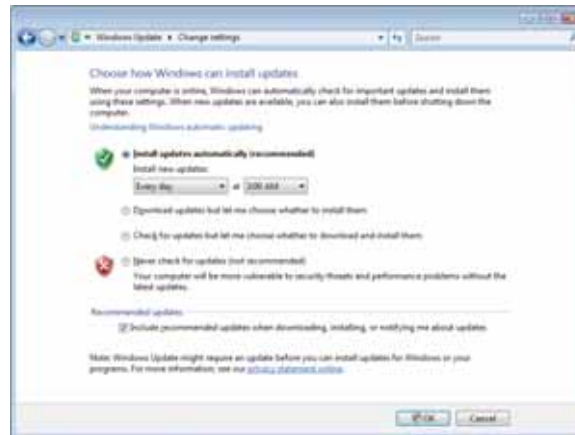 Windows Update ▸ Change settings
Search
Choose how Windows can install updates
When your computer is online, Windows can automatically check for important updates and install them
using these settings. When new updates are available, you can also install them before shutting down the
computer.
Understanding Windows automatic updating
Install updates automatically (recommended)
Install new updates:
Every day at 3:00 AM
Download updates but let me choose whether to install them
Check for updates but let me choose whether to download and install them
Never check for updates (not recommended)
Your computer will be more vulnerable to security threats and performance problems without the
latest updates.
Recommended updates
Include recommended updates when downloading, installing, or notifying me about updates
Note: Windows Update might require an update before you can install updates for Windows or your
programs. For more information, see our privacy statement online.
OK Cancel